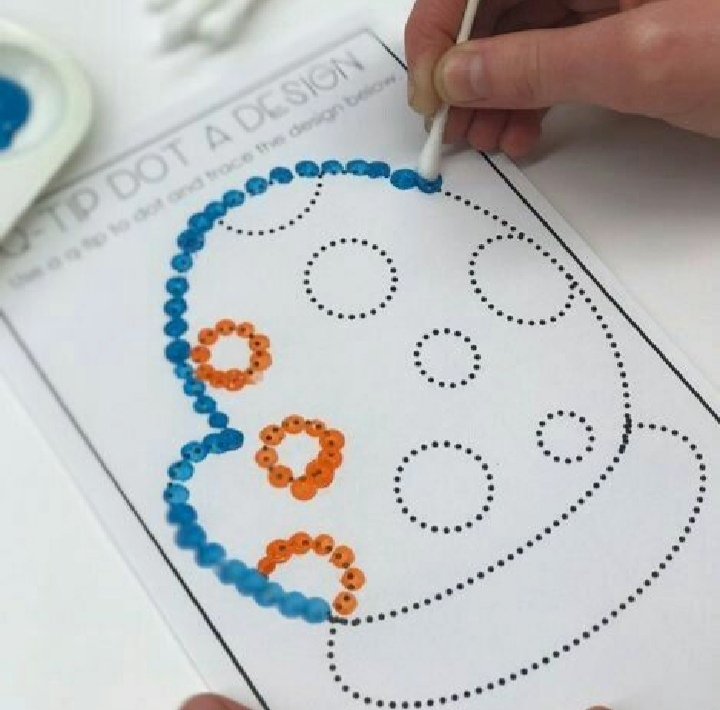 Q-TIP DOT A DESIGN
Use a q tip to dot and trace the design below